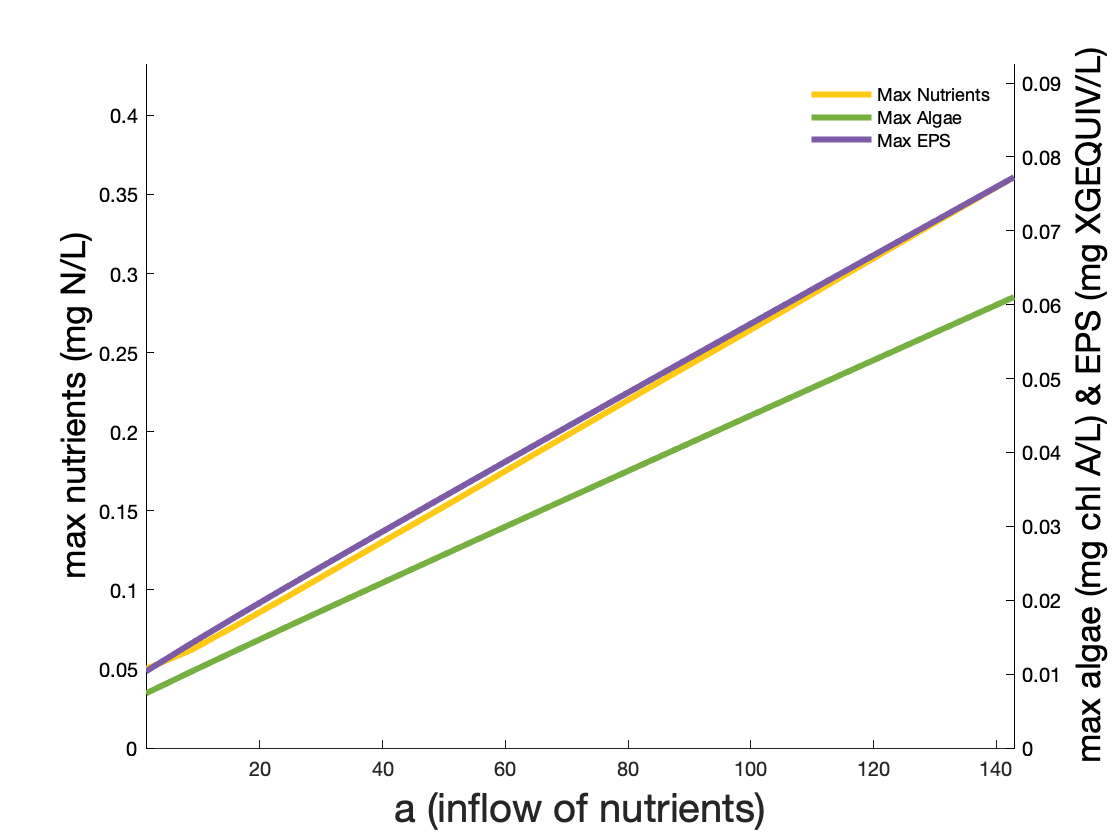 Max Nutrients
Max Algae
Max EPS
max nutrients (mg N/L)
0.4
0.35
0.3
0.25
0.2
0.15
0.1
0.05
0
0.09
0.08
0.07
0.06
0.05
0.04
0.03
0.02
0.01
0
max algae (mg chl A/L) & EPS (mg XGEQUIV/L)
20 40 60 80 100 120 140
a (inflow of nutrients)